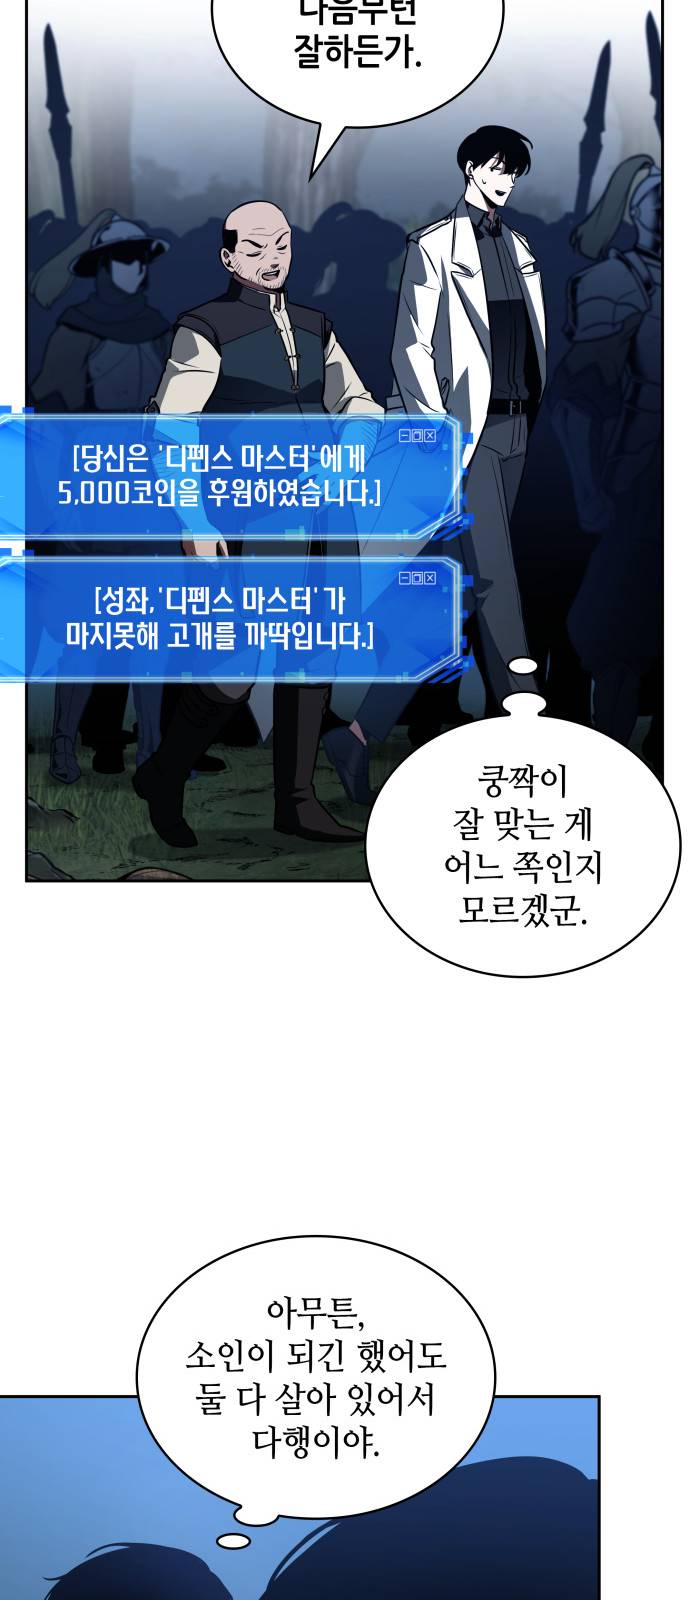 다음부턴
잘하든가.
[당신은 '디펜스 마스터'에게
5,000코인을 후원하였습니다.]
[성좌, '디펜스 마스터'가
마지못해 고개를 까딱입니다.]
쿵짝이
잘 맞는 게
어느 쪽인지
모르겠군.
아무튼,
소인이 되긴 했어도
둘 다 살아 있어서
다행이야.